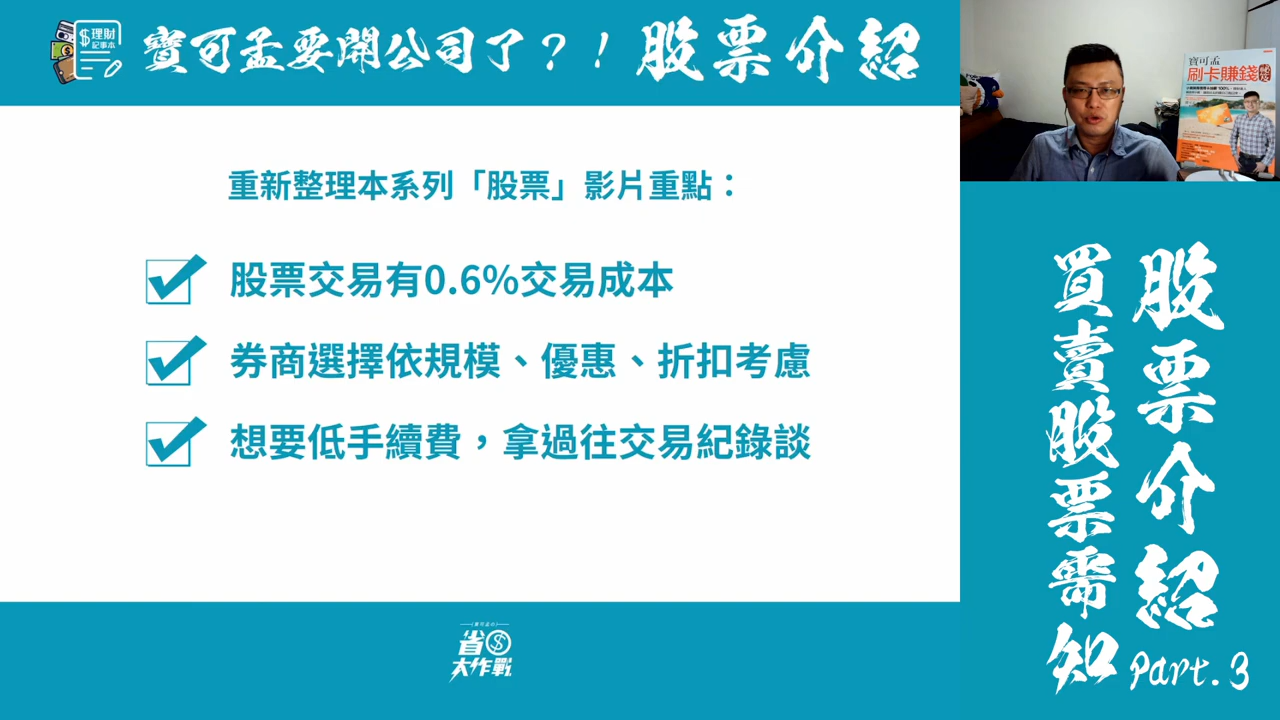 理財
記事本
寶可孟要開公司了？！股票介紹
重新整理本系列「股票」影片重點：
股票交易有0.6%交易成本
券商選擇依規模、優惠、折扣考慮
想要低手續費，拿過往交易紀錄談
省
大作戰
寶可孟
刷卡賺錢
股票介紹 Part.3
買賣股票需知